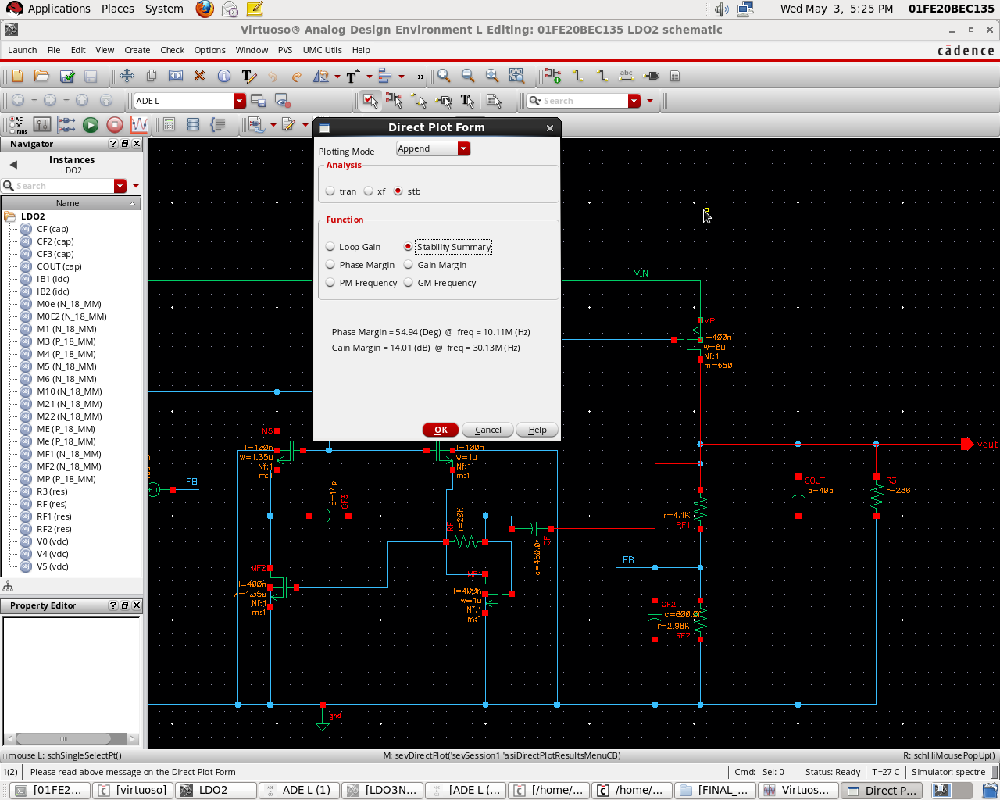 Applications Places System Wed May 3, 5:25 PM 01FE20BEC135
Virtuoso® Analog Design Environment L Editing: 01FE20BEC135 LDO2 schematic
Launch File Edit View Create Check Options Window PVS UMC Utils Help cādence
abc
ADE L Search
AC DC Trans
Navigator
Instances
LDO2
Search
Name
LDO2
CF (cap)
CF2 (cap)
CF3 (cap)
COUT (cap)
IB1 (idc)
IB2 (idc)
M0e (N_18_MM)
M0E2 (N_18_MM)
M1 (N_18_MM)
M3 (P_18_MM)
M4 (P_18_MM)
M5 (N_18_MM)
M6 (N_18_MM)
M10 (N_18_MM)
M21 (N_18_MM)
M22 (N_18_MM)
ME (P_18_MM)
Me (P_18_MM)
MF1 (N_18_MM)
MF2 (N_18_MM)
MP (P_18_MM)
R3 (res)
RF (res)
RF1 (res)
RF2 (res)
V0 (vdc)
V4 (vdc)
V5 (vdc)
Property Editor
Direct Plot Form
Plotting Mode Append
Analysis
tran xf stb
Function
Loop Gain Stability Summary
Phase Margin Gain Margin
PM Frequency GM Frequency
Phase Margin = 54.94 (Deg) @ freq = 10.11M (Hz)
Gain Margin = 14.01 (dB) @ freq = 30.13M (Hz)
OK Cancel Help
VIN
MP
l=400n
w=8u
Nf:1
m=650
M5
l=400n
w=1.35u
Nf:1
m:1
l=400n
w=1u
Nf:1
m:1
FB
c=14p
CF3
RF
c=450.0f
CF
MF2
l=400n
w=1.35u
Nf:1
m:1
MF1
l=400n
w=1u
Nf:1
m:1
r=4.1K
RF1
FB
CF2
r=2.98K
RF2
COUT
c=40p
R3
r=236
vout
gnd
mouse L: schSingleSelectPt() M: sevDirectPlot('sevSession1 'asiDirectPlotResultsMenuCB) R: schHiMousePopUp()
1(2) Please read above message on the Direct Plot Form Cmd: Sel: 0 Status: Ready T=27 C Simulator: spectre
[01FE2... [virtuoso] LDO2 ADE L (1) [LDO3N... [ADE L (... [/home/... /home/... [FINAL_... Virtuos... Direct P...